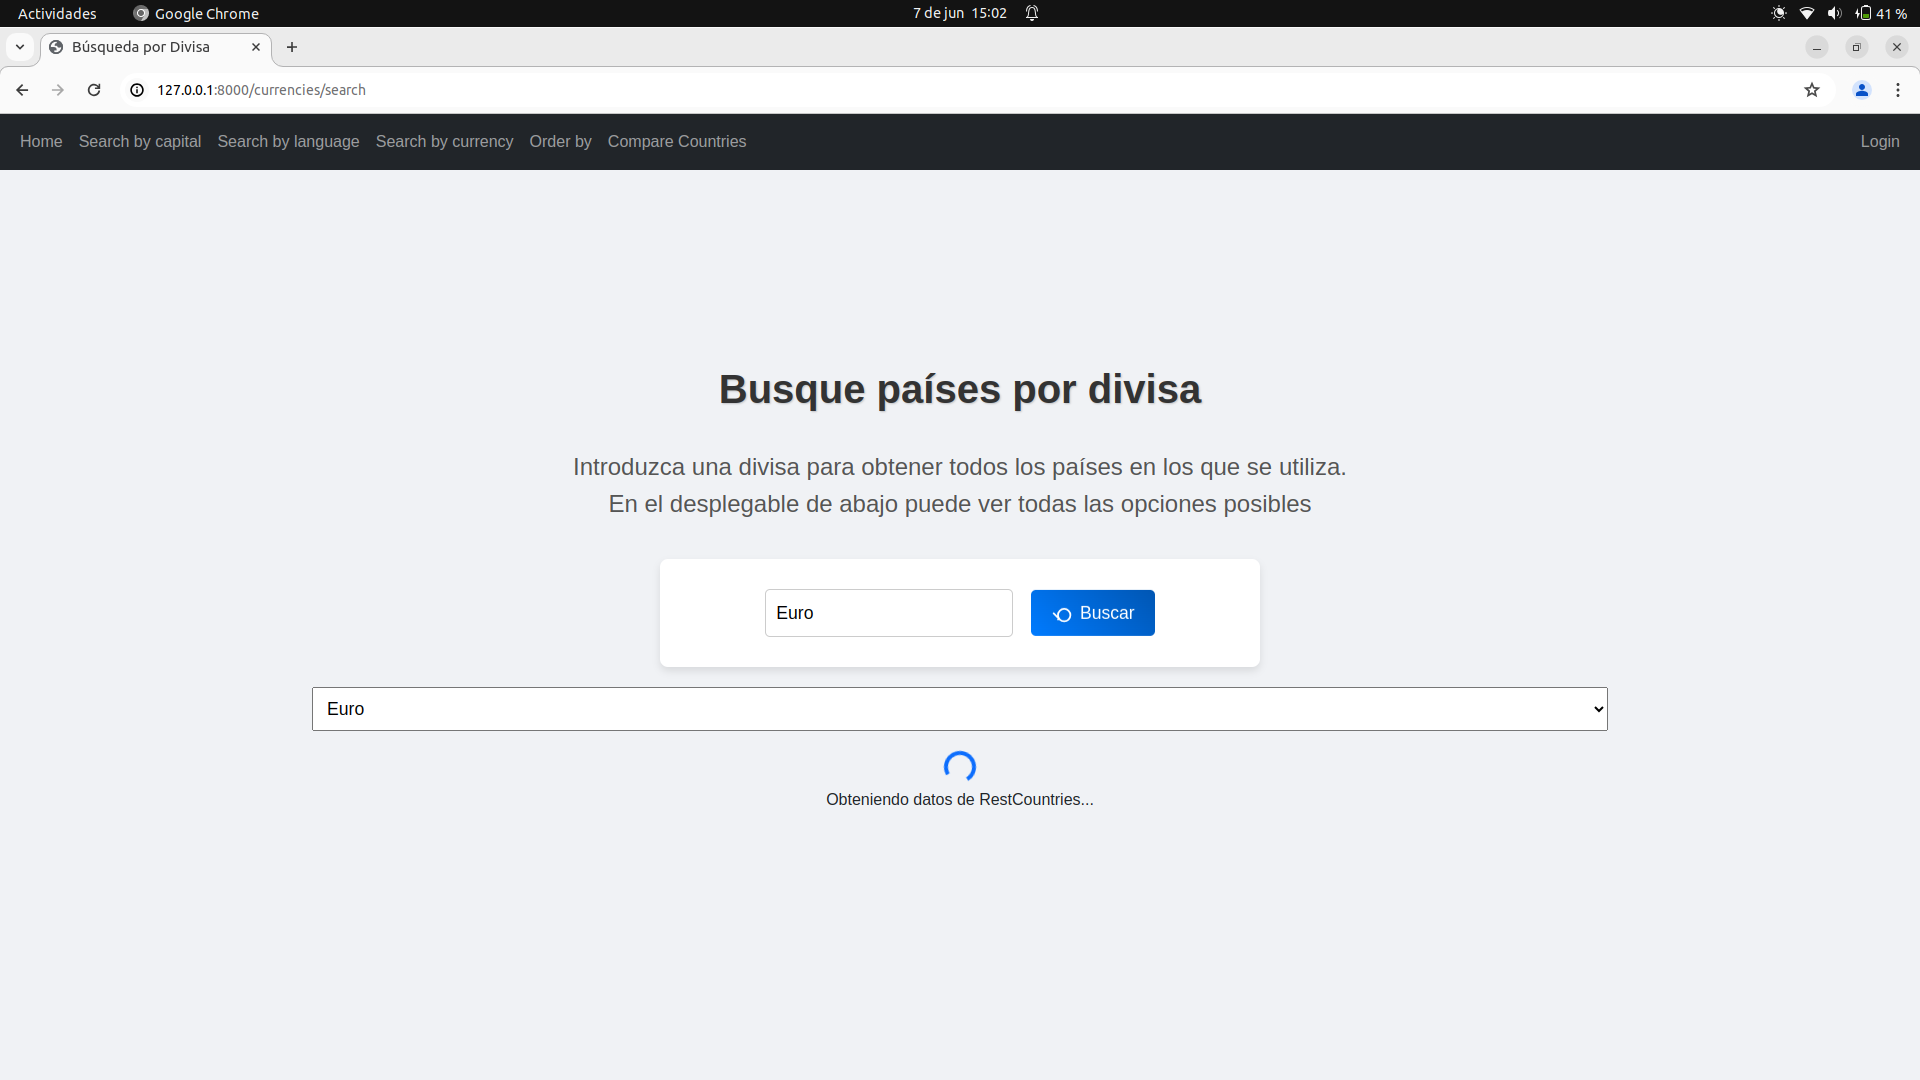 Actividades Google Chrome 7 de jun 15:02 41 %
Búsqueda por Divisa
127.0.0.1:8000/currencies/search
Home Search by capital Search by language Search by currency Order by Compare Countries Login
Busque países por divisa
Introduzca una divisa para obtener todos los países en los que se utiliza.
En el desplegable de abajo puede ver todas las opciones posibles
Euro Buscar
Euro
Obteniendo datos de RestCountries...